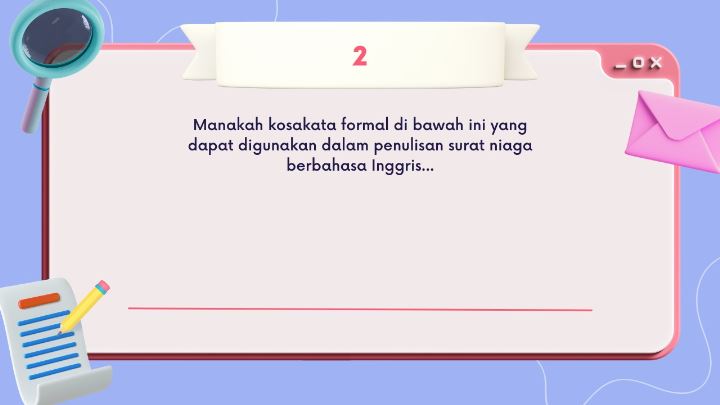 2
Manakah kosakata formal di bawah ini yang
dapat digunakan dalam penulisan surat niaga
berbahasa Inggris...